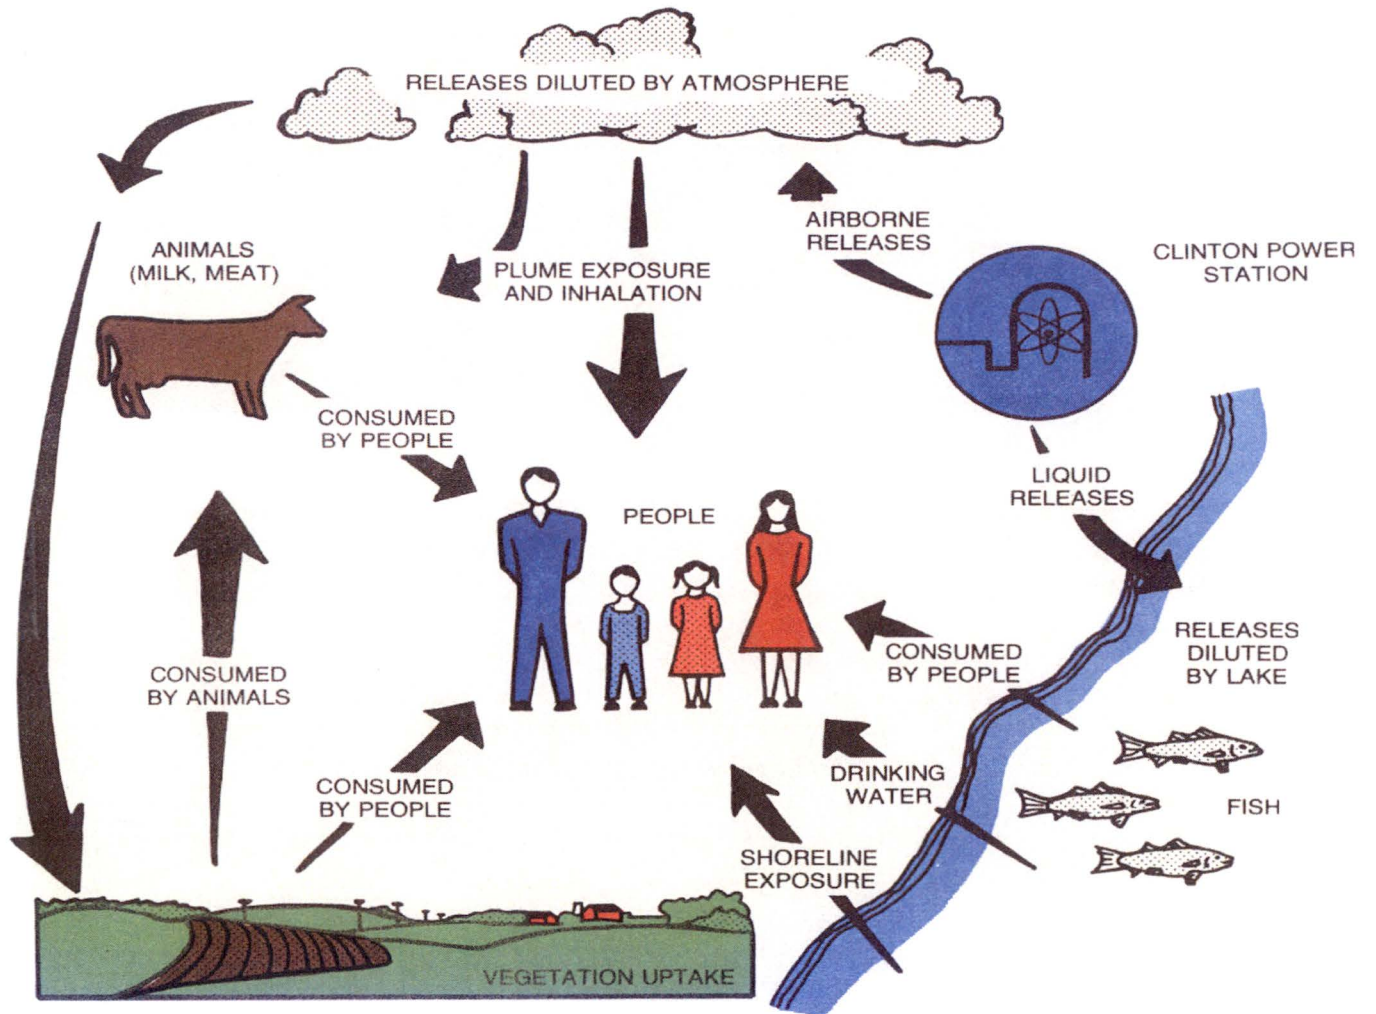 RELEASES DILUTED BY ATMOSPHERE
AIRBORNE
RELEASES
CLINTON POWER
STATION
ANIMALS
(MILK, MEAT)
PLUME EXPOSURE
AND INHALATION
CONSUMED
BY PEOPLE
LIQUID
RELEASES
PEOPLE
RELEASES
DILUTED
BY LAKE
CONSUMED
BY PEOPLE
CONSUMED
BY ANIMALS
CONSUMED
BY PEOPLE
DRINKING
WATER
FISH
SHORELINE
EXPOSURE
VEGETATION UPTAKE